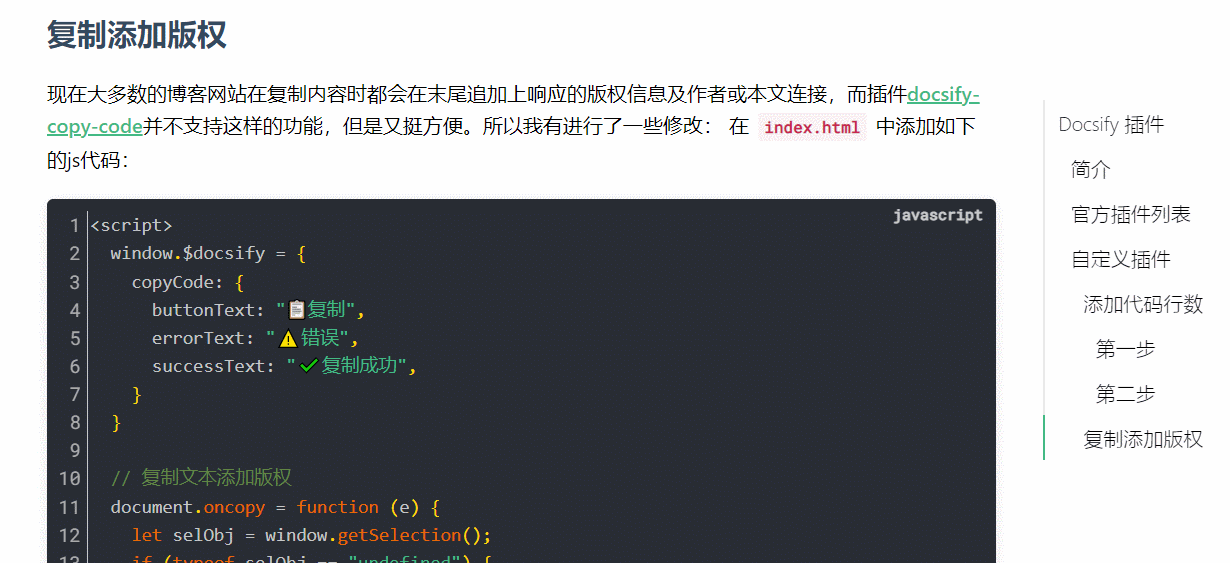 复制添加版权
现在大多数的博客网站在复制内容时都会在末尾追加上响应的版权信息及作者或本文连接，而插件docsify-
copy-code并不支持这样的功能，但是又挺方便。所以我有进行了一些修改： 在 index.html 中添加如下
的js代码：
javascript
1 <script>
2   window.$docsify = {
3     copyCode: {
4       buttonText: "📋复制",
5       errorText: "⚠️错误",
6       successText: "✔️复制成功",
7     }
8   }
9
10   // 复制文本添加版权
11   document.oncopy = function (e) {
12     let selObj = window.getSelection();
13     if (typeof selObj == "undefined") {
Docsify 插件
简介
官方插件列表
自定义插件
添加代码行数
第一步
第二步
复制添加版权